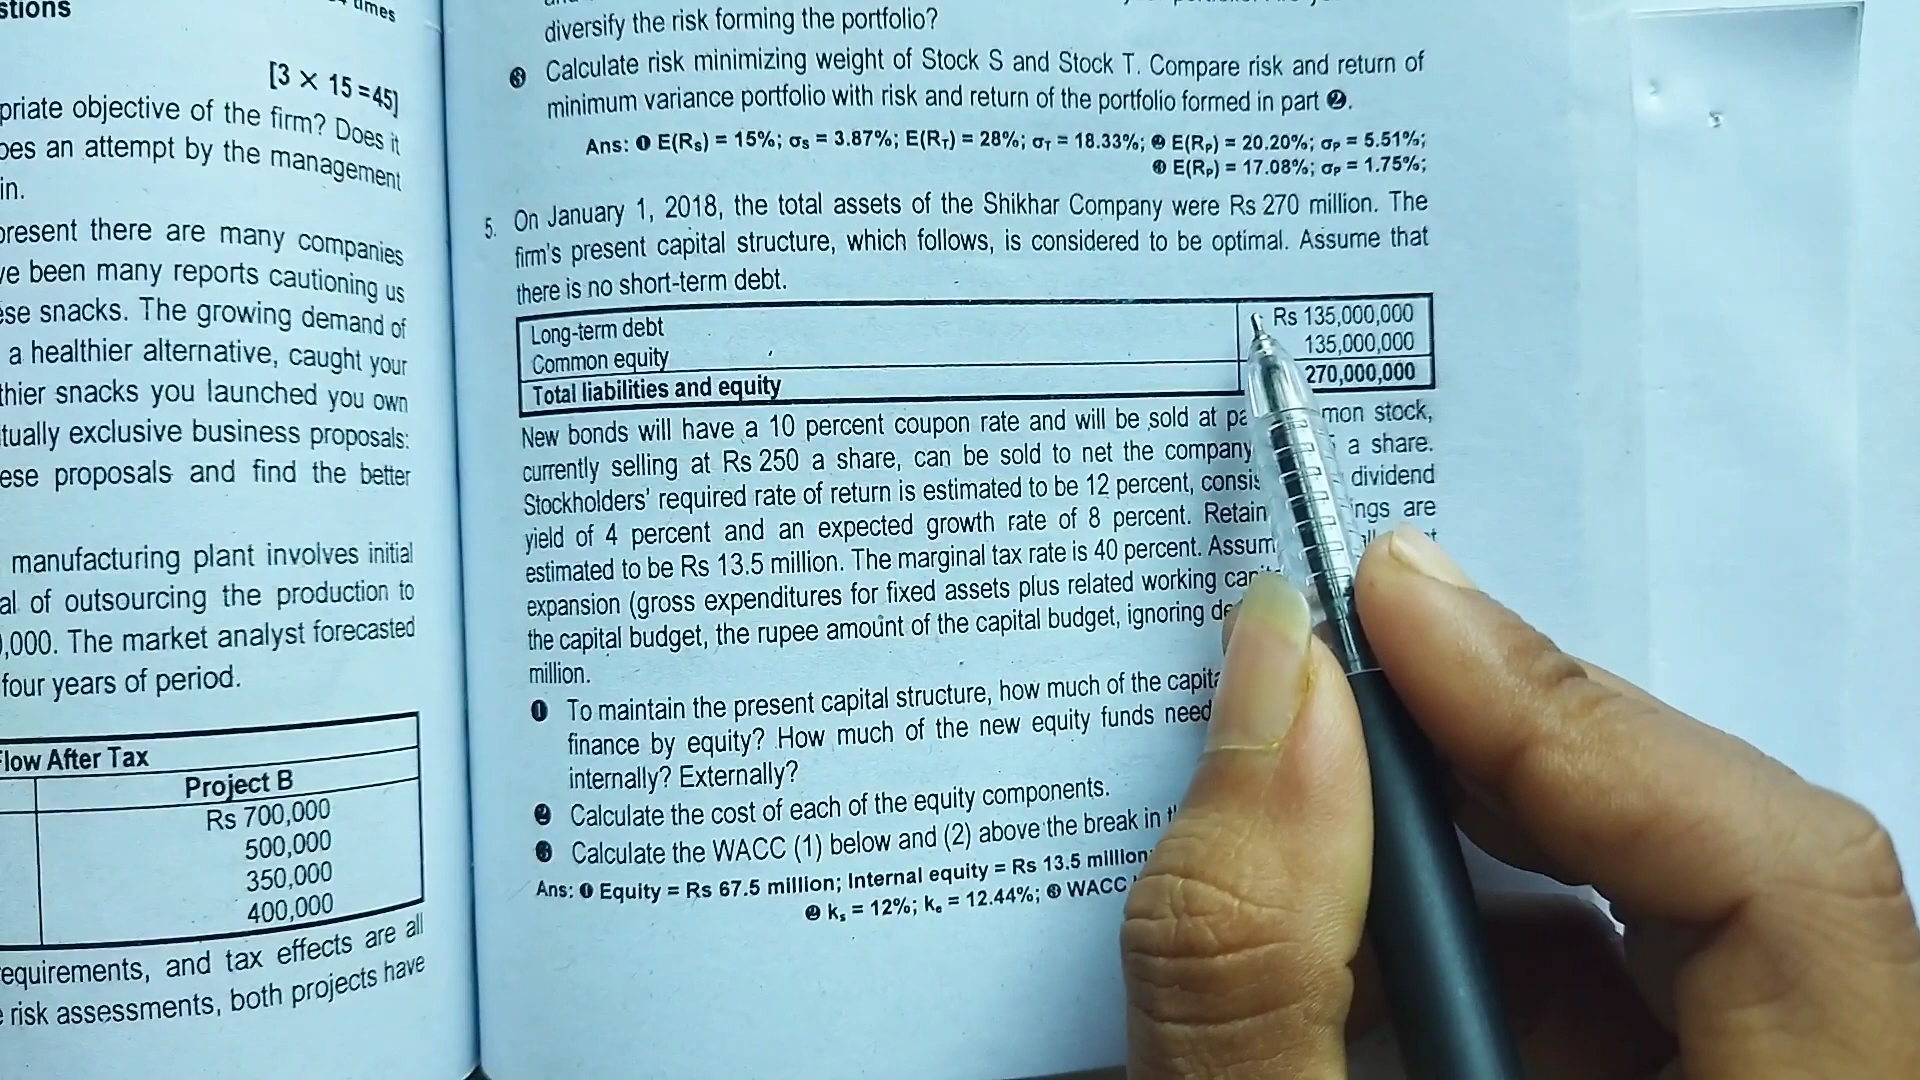 stions
times
[3 × 15 =45]
priate objective of the firm? Does it
oes an attempt by the management
in.
present there are many companies
ve been many reports cautioning us
ese snacks. The growing demand of
a healthier alternative, caught your
thier snacks you launched you own
tually exclusive business proposals:
ese proposals and find the better
manufacturing plant involves initial
al of outsourcing the production to
,000. The market analyst forecasted
four years of period.
Flow After Tax
Project B
Rs 700,000
500,000
350,000
400,000
equirements, and tax effects are all
risk assessments, both projects have
diversify the risk forming the portfolio?
❸ Calculate risk minimizing weight of Stock S and Stock T. Compare risk and return of
minimum variance portfolio with risk and return of the portfolio formed in part ❷.
Ans: ❶ E(Rₛ) = 15%; σₛ = 3.87%; E(R_T) = 28%; σ_T = 18.33%; ❷ E(Rₚ) = 20.20%; σₚ = 5.51%;
❸ E(Rₚ) = 17.08%; σₚ = 1.75%;
5. On January 1, 2018, the total assets of the Shikhar Company were Rs 270 million. The
firm's present capital structure, which follows, is considered to be optimal. Assume that
there is no short-term debt.
Long-term debt Rs 135,000,000
Common equity 135,000,000
Total liabilities and equity 270,000,000
New bonds will have a 10 percent coupon rate and will be sold at pa mon stock,
currently selling at Rs 250 a share, can be sold to net the company a share.
Stockholders' required rate of return is estimated to be 12 percent, consis dividend
yield of 4 percent and an expected growth rate of 8 percent. Retain ngs are
estimated to be Rs 13.5 million. The marginal tax rate is 40 percent. Assum
expansion (gross expenditures for fixed assets plus related working capit
the capital budget, the rupee amount of the capital budget, ignoring de
million.
❶ To maintain the present capital structure, how much of the capita
finance by equity? How much of the new equity funds need
internally? Externally?
❷ Calculate the cost of each of the equity components.
❸ Calculate the WACC (1) below and (2) above the break in t
Ans: ❶ Equity = Rs 67.5 million; Internal equity = Rs 13.5 million
❷ kₛ = 12%; kₑ = 12.44%; ❸ WACC